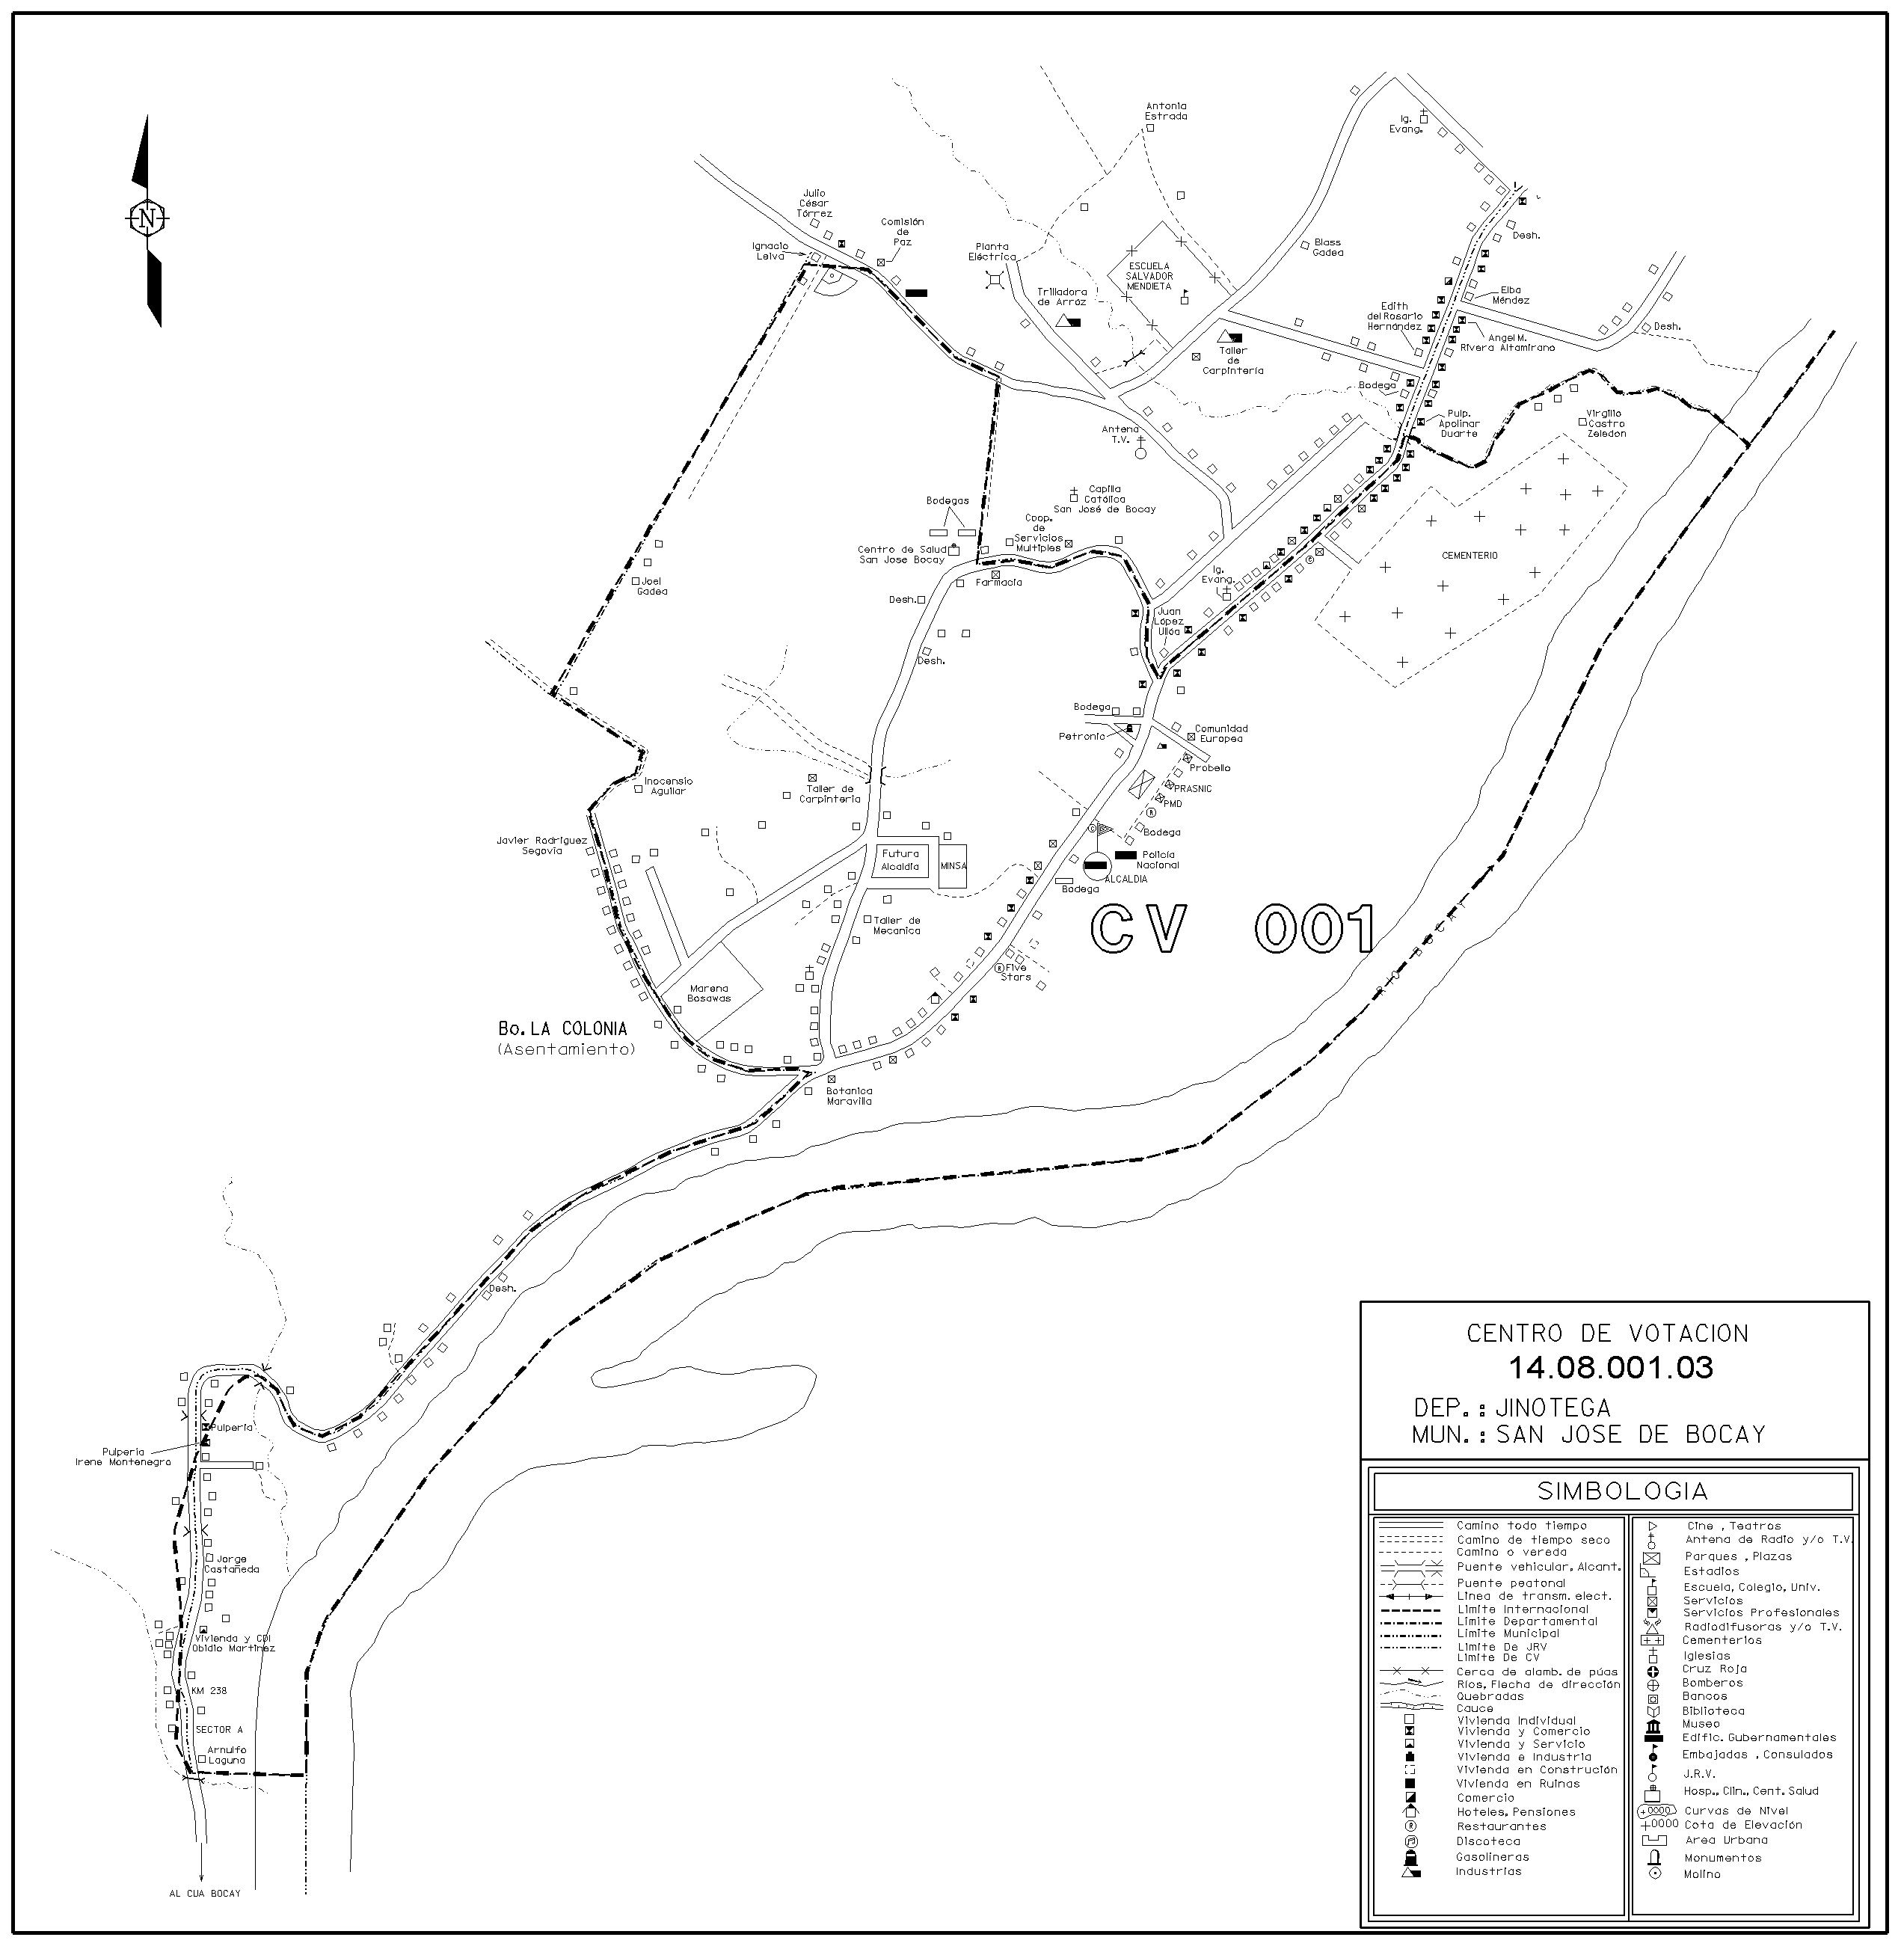 Antonia
Estrada
Ig.
Evang.
Julio
César
Tórrez
Comisión
de
Paz
Ignacio
Leiva
Planta
Eléctrica
Blass
Gadea
Desh.
ESCUELA
SALVADOR
MENDIETA
Trilladora
de Arróz
Elba
Méndez
Edith
del Rosario
Hernández
Angel M.
Rivera Altamirano
Desh.
Taller
de
Carpintería
Bodega
Pulp.
Apolinar
Duarte
Virgilio
Castro
Zeledon
Antena
T.V.
Capilla
Católica
San José de Bocay
Bodegas
Coop.
de
Servicios
Multiples
Centro de Salud
San Jose Bocay
Farmacia
CEMENTERIO
Joel
Gadea
Ig.
Evang.
Desh.
Juan
López
Ullóa
Desh.
Bodega
Petronic
Comunidad
Europea
Probello
PRASNIC
PMD
Bodega
Inocensio
Aguilar
Taller de
Carpintería
Javier Rodriguez
Segovia
Futura
Alcaldia
MINSA
Policía
Nacional
ALCALDIA
Bodega
Taller de
Mecanica
CV 001
Five
Stars
RIO BOCAY
Marena
Bosawas
Bo. LA COLONIA
(Asentamiento)
Botanica
Maravilla
Desh.
Pulpería
Pulpería
Irene Montenegro
Jorge
Castañeda
Vivienda y CDI
Obidio Martinez
KM 238
SECTOR A
Arnulfo
Laguna
AL CUA BOCAY
CENTRO DE VOTACION
14.08.001.03
DEP. : JINOTEGA
MUN. : SAN JOSE DE BOCAY
SIMBOLOGIA
Camino todo tiempo
Camino de tiempo seco
Camino o vereda
Puente vehicular, Alcant.
Puente peatonal
Linea de transm. elect.
Limite Internacional
Limite Departamental
Limite Municipal
Limite De JRV
Limite De CV
Cerca de alamb. de púas
Rios, Flecha de dirección
Quebradas
Cauce
Vivienda Individual
Vivienda y Comercio
Vivienda y Servicio
Vivienda e Industria
Vivienda en Construción
Vivienda en Ruinas
Comercio
Hoteles, Pensiones
Restaurantes
Discoteca
Gasolineras
Industrias
Cine , Teatros
Antena de Radio y/o T.V.
Parques , Plazas
Estadios
Escuela, Colegio, Univ.
Servicios
Servicios Profesionales
Radiodifusoras y/o T.V.
Cementerios
Iglesias
Cruz Roja
Bomberos
Bancos
Biblioteca
Museo
Edific. Gubernamentales
Embajadas , Consulados
J.R.V.
Hosp., Clin., Cent. Salud
Curvas de Nivel
+0000 Cota de Elevación
Area Urbana
Monumentos
Molino